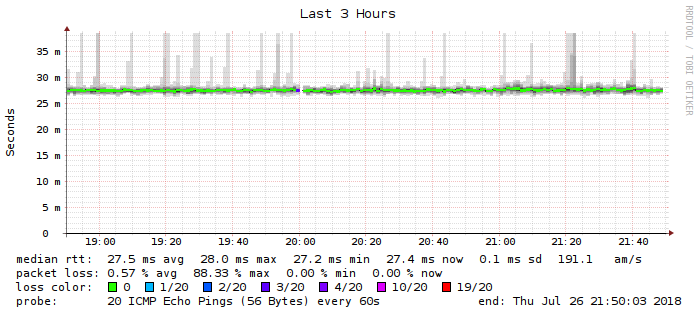 Last 3 Hours
RRDTOOL / TOBI OETIKER
Seconds
35 m
30 m
25 m
20 m
15 m
10 m
5 m
0
19:00 19:20 19:40 20:00 20:20 20:40 21:00 21:20 21:40
median rtt: 27.5 ms avg 28.0 ms max 27.2 ms min 27.4 ms now 0.1 ms sd 191.1 am/s
packet loss: 0.57 % avg 88.33 % max 0.00 % min 0.00 % now
loss color: 0 1/20 2/20 3/20 4/20 10/20 19/20
probe: 20 ICMP Echo Pings (56 Bytes) every 60s end: Thu Jul 26 21:50:03 2018